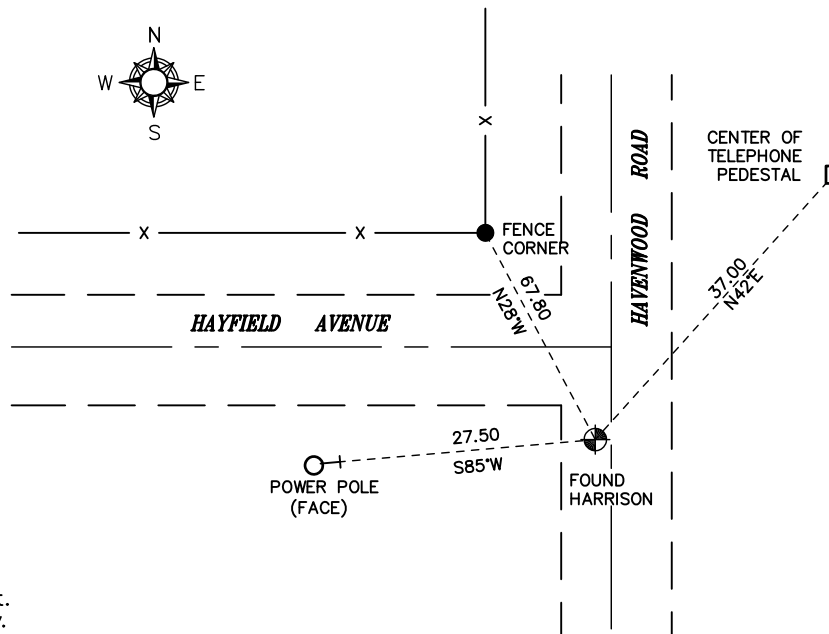 N
W E
S
X
CENTER OF
TELEPHONE
PEDESTAL
HAVENWOOD ROAD
X X
FENCE
CORNER
67.80
N28°W
37.00
N42°E
HAYFIELD AVENUE
27.50
S85°W
POWER POLE
(FACE)
FOUND
HARRISON